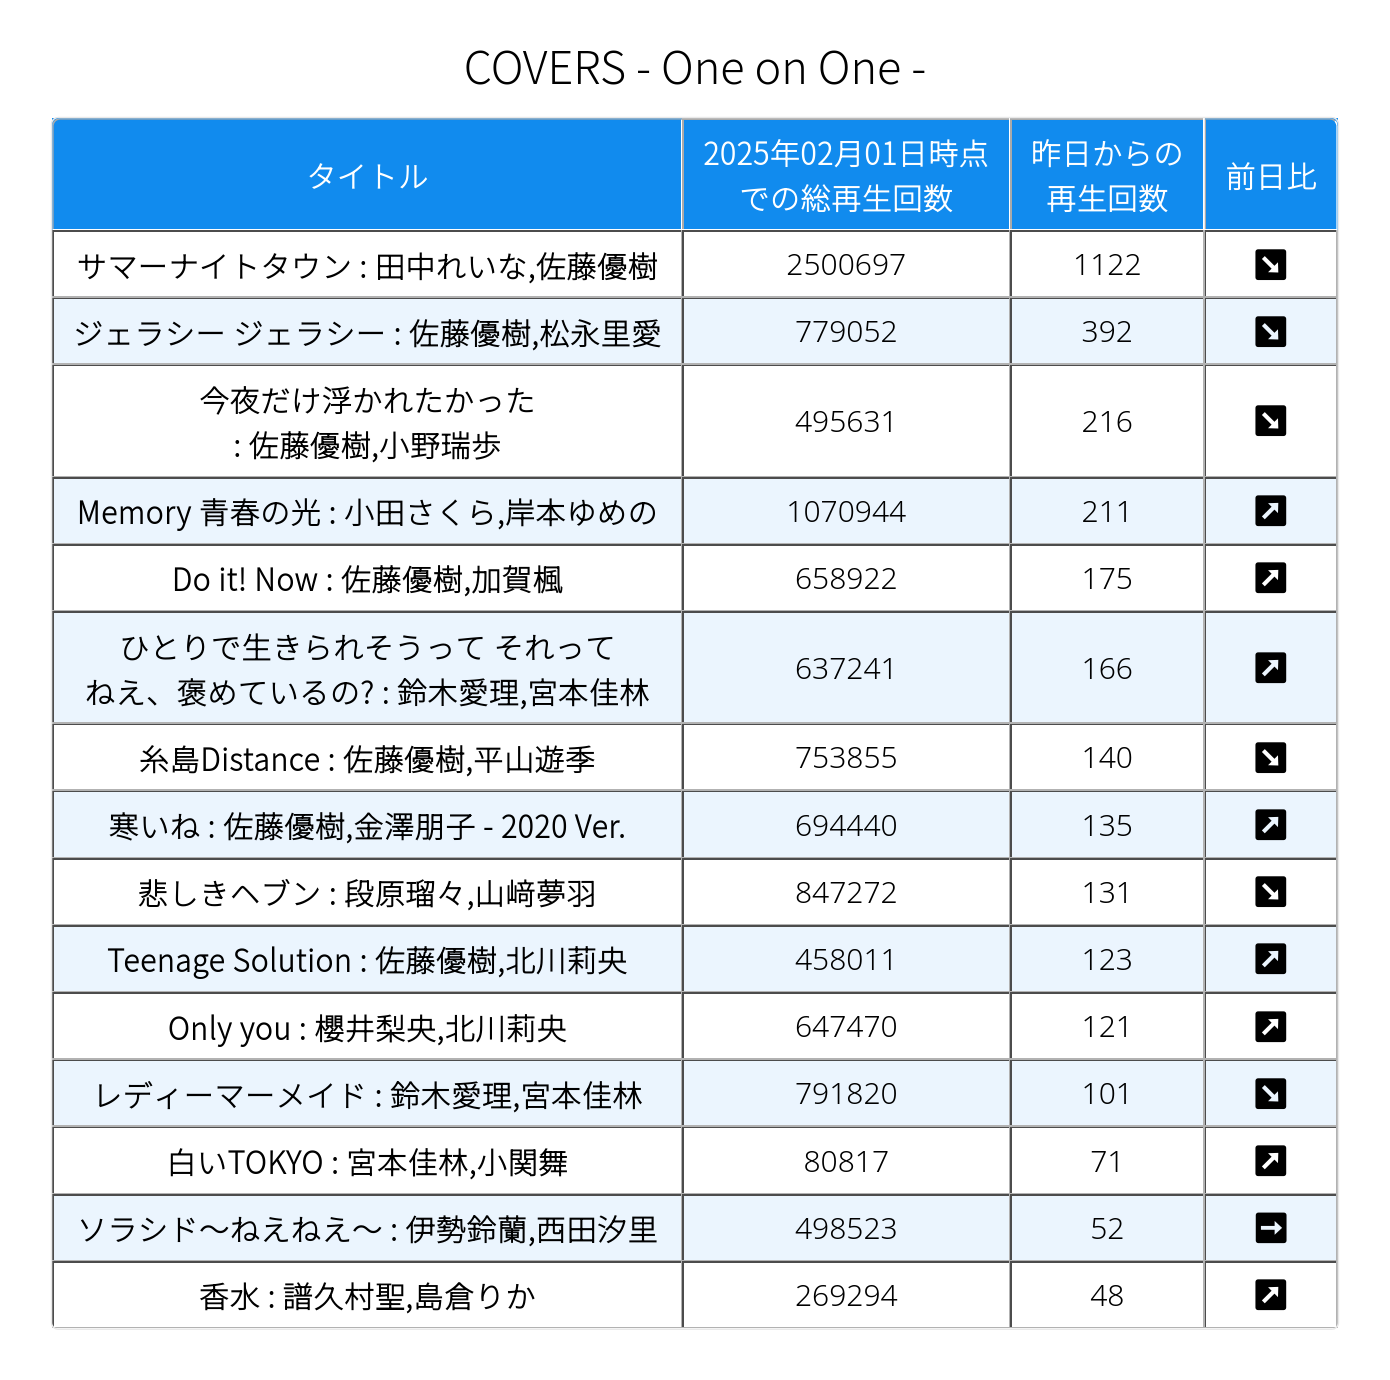 COVERS - One on One -
タイトル
2025年02月01日時点
での総再生回数
昨日からの
再生回数
前日比
サマーナイトタウン : 田中れいな,佐藤優樹 2500697 1122 ↘
ジェラシー ジェラシー : 佐藤優樹,松永里愛 779052 392 ↘
今夜だけ浮かれたかった
: 佐藤優樹,小野瑞歩 495631 216 ↘
Memory 青春の光 : 小田さくら,岸本ゆめの 1070944 211 ↗
Do it! Now : 佐藤優樹,加賀楓 658922 175 ↗
ひとりで生きられそうって それって
ねえ、褒めているの? : 鈴木愛理,宮本佳林 637241 166 ↗
糸島Distance : 佐藤優樹,平山遊季 753855 140 ↘
寒いね : 佐藤優樹,金澤朋子 - 2020 Ver. 694440 135 ↗
悲しきヘブン : 段原瑠々,山﨑夢羽 847272 131 ↘
Teenage Solution : 佐藤優樹,北川莉央 458011 123 ↗
Only you : 櫻井梨央,北川莉央 647470 121 ↗
レディーマーメイド : 鈴木愛理,宮本佳林 791820 101 ↘
白いTOKYO : 宮本佳林,小関舞 80817 71 ↗
ソラシド〜ねえねえ〜 : 伊勢鈴蘭,西田汐里 498523 52 →
香水 : 譜久村聖,島倉りか 269294 48 ↗